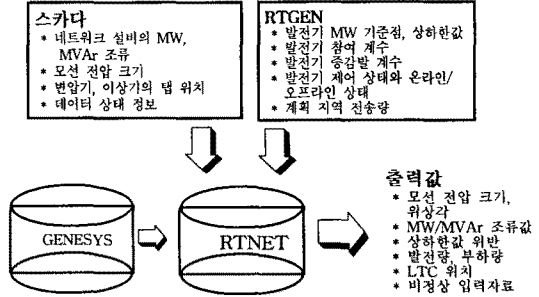 스카다
* 네트워크 설비의 MW,
MVAr 조류
* 모선 전압 크기
* 변압기, 이상기의 탭 위치
* 데이터 상태 정보
RTGEN
* 발전기 MW 기준점, 상하한값
* 발전기 참여 계수
* 발전기 증감발 계수
* 발전기 제어 상태와 온라인/
오프라인 상태
* 계획 지역 전송량
GENESYS
RTNET
출력값
* 모선 전압 크기,
위상각
* MW/MVAr 조류값
* 상하한값 위반
* 발전량, 부하량
* LTC 위치
* 비정상 입력자료